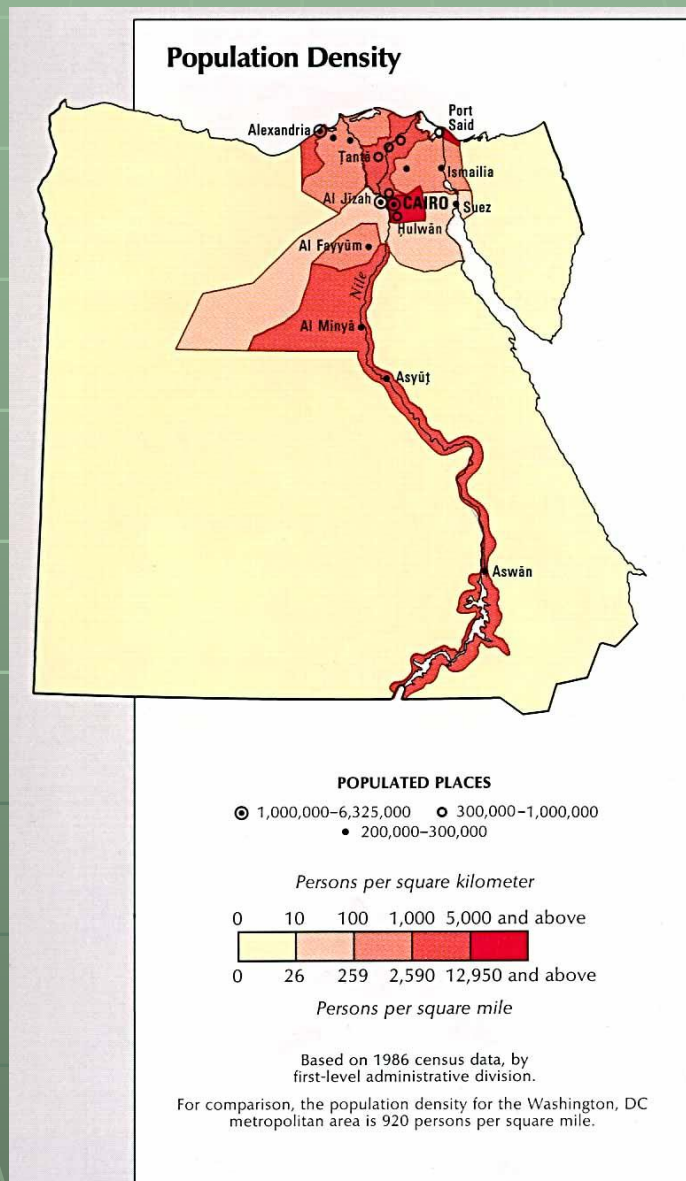 Population Density
Port
Said
Alexandria
Ṭanṭā
Ismailia
Al Jīzah
CAIRO
Suez
Ḥulwān
Al Fayyūm
Nile
Al Minyā
Asyūṭ
Aswān
POPULATED PLACES
1,000,000–6,325,000 300,000–1,000,000
200,000–300,000
Persons per square kilometer
0 10 100 1,000 5,000 and above
0 26 259 2,590 12,950 and above
Persons per square mile
Based on 1986 census data, by
first-level administrative division.
For comparison, the population density for the Washington, DC
metropolitan area is 920 persons per square mile.